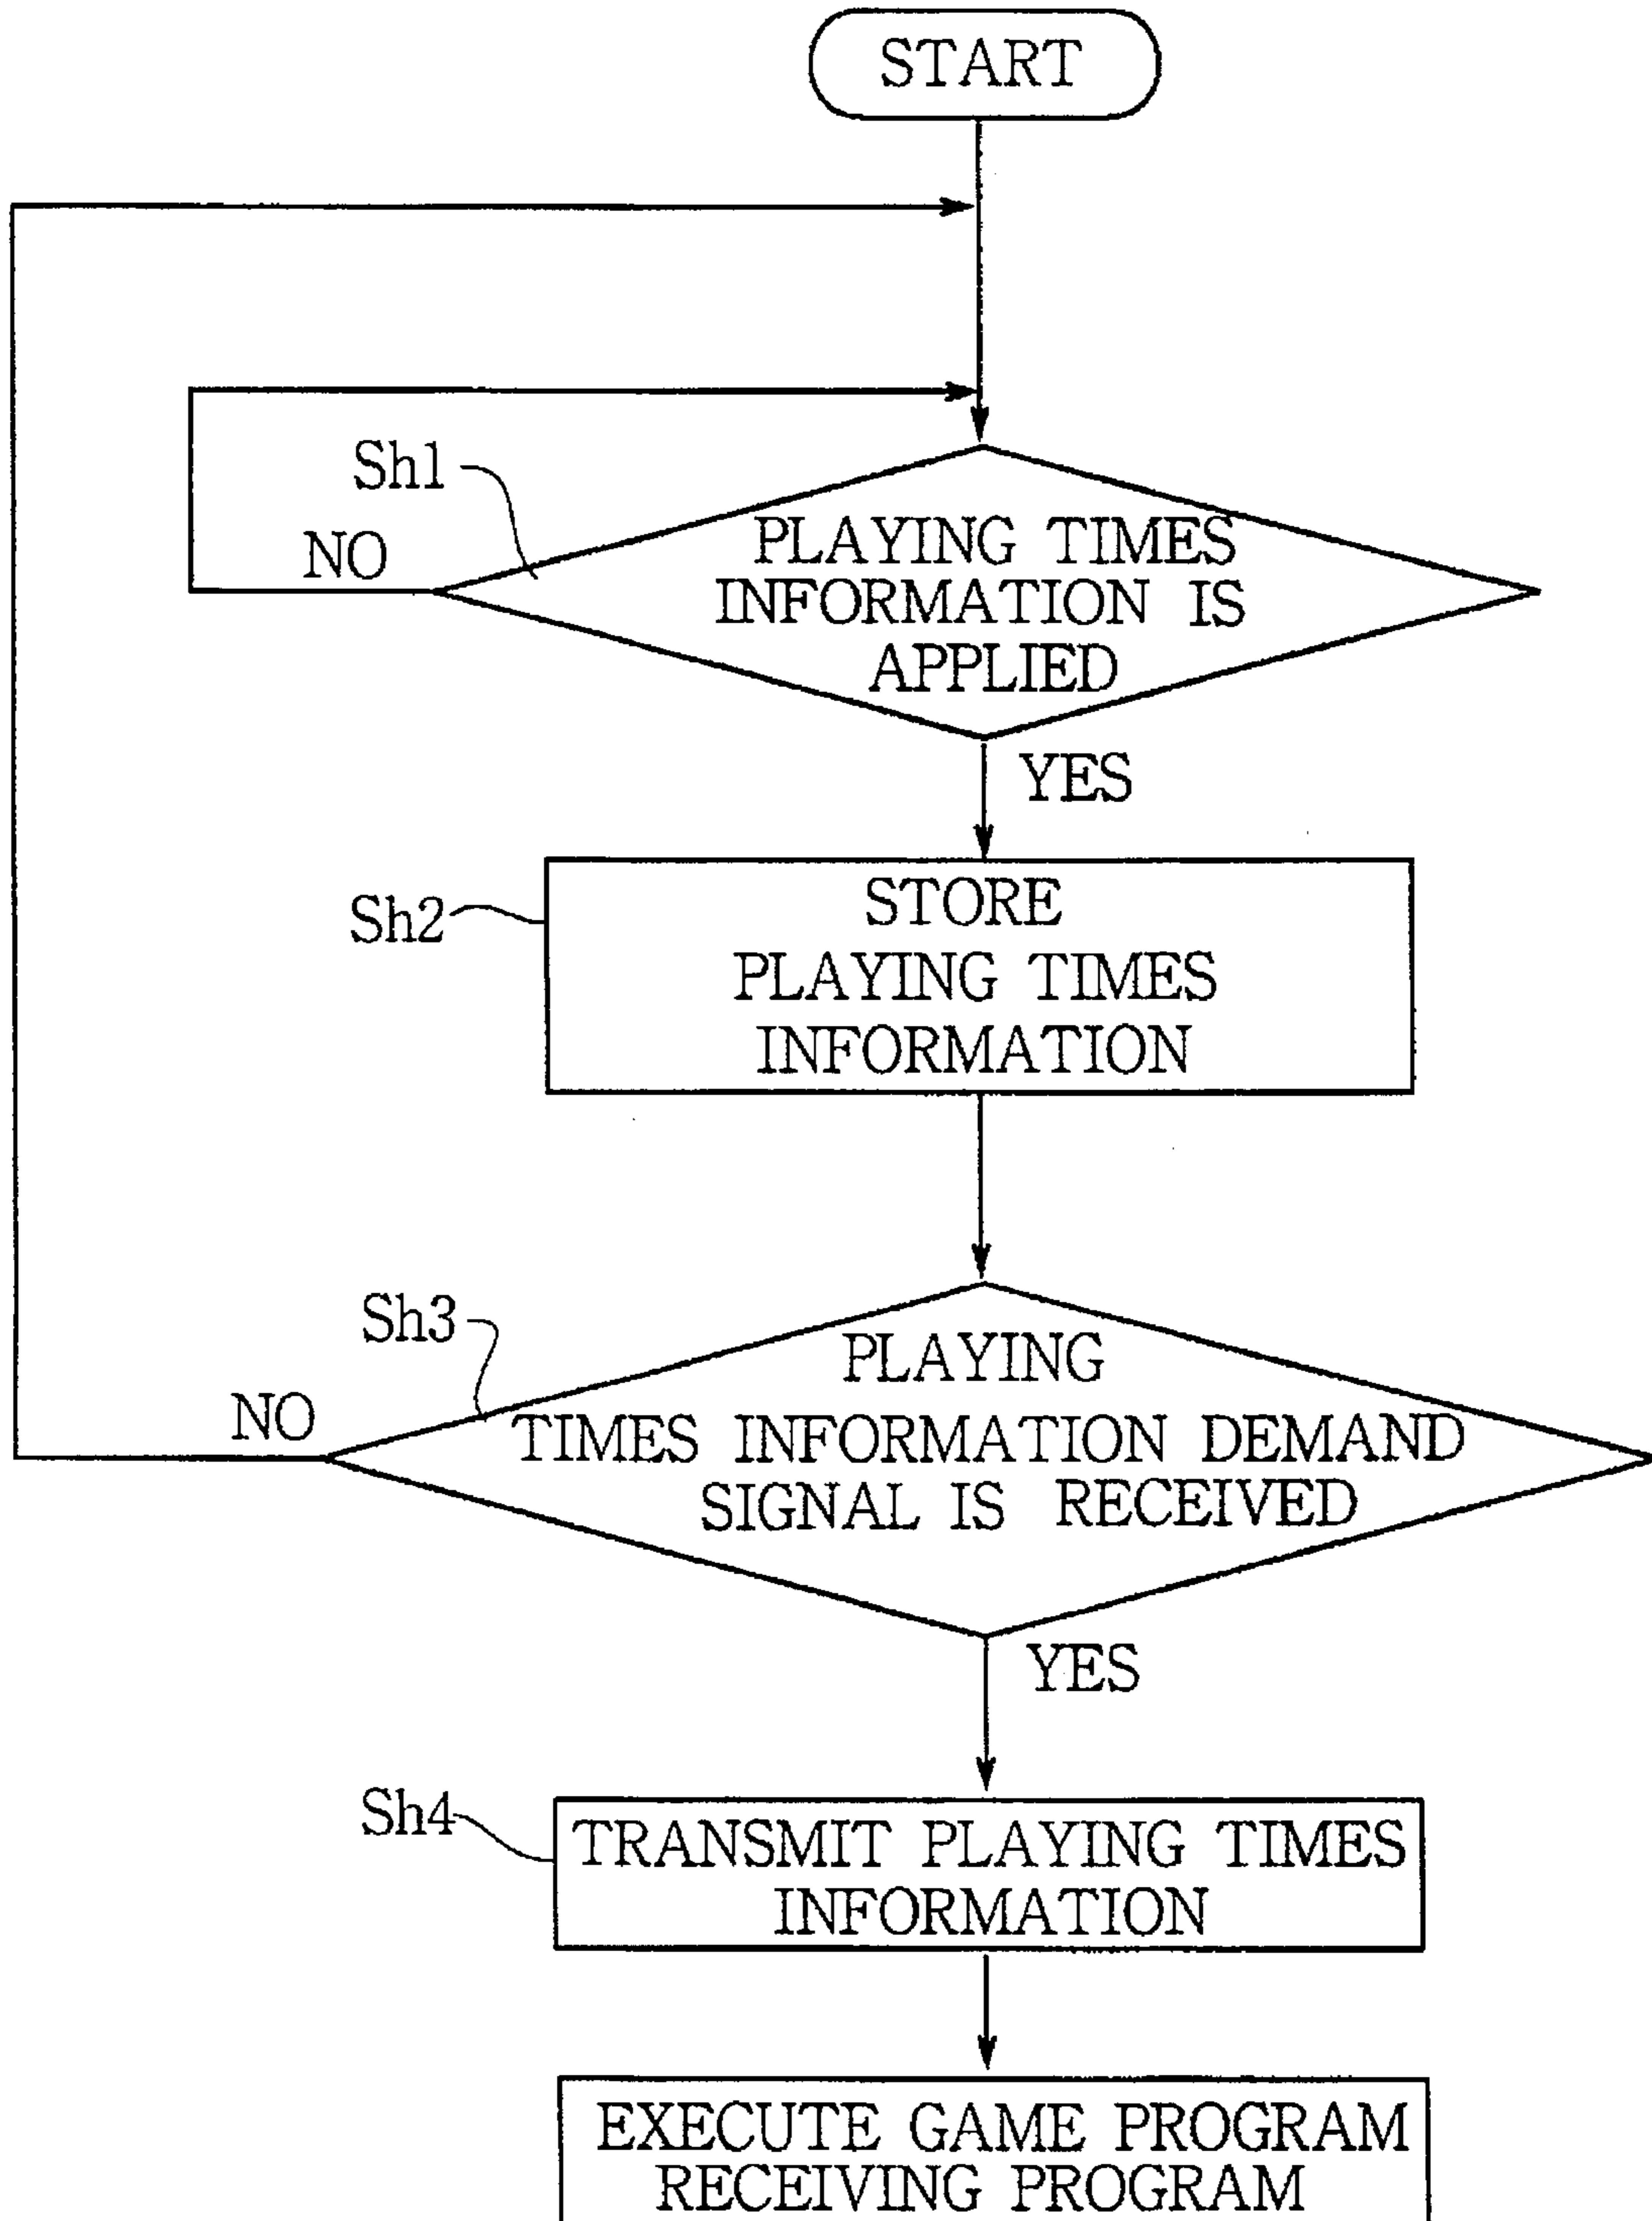 START
Sh1
NO
PLAYING TIMES
INFORMATION IS
APPLIED
YES
Sh2
STORE
PLAYING TIMES
INFORMATION
Sh3
NO
PLAYING
TIMES INFORMATION DEMAND
SIGNAL IS RECEIVED
YES
Sh4
TRANSMIT PLAYING TIMES
INFORMATION
EXECUTE GAME PROGRAM
RECEIVING PROGRAM